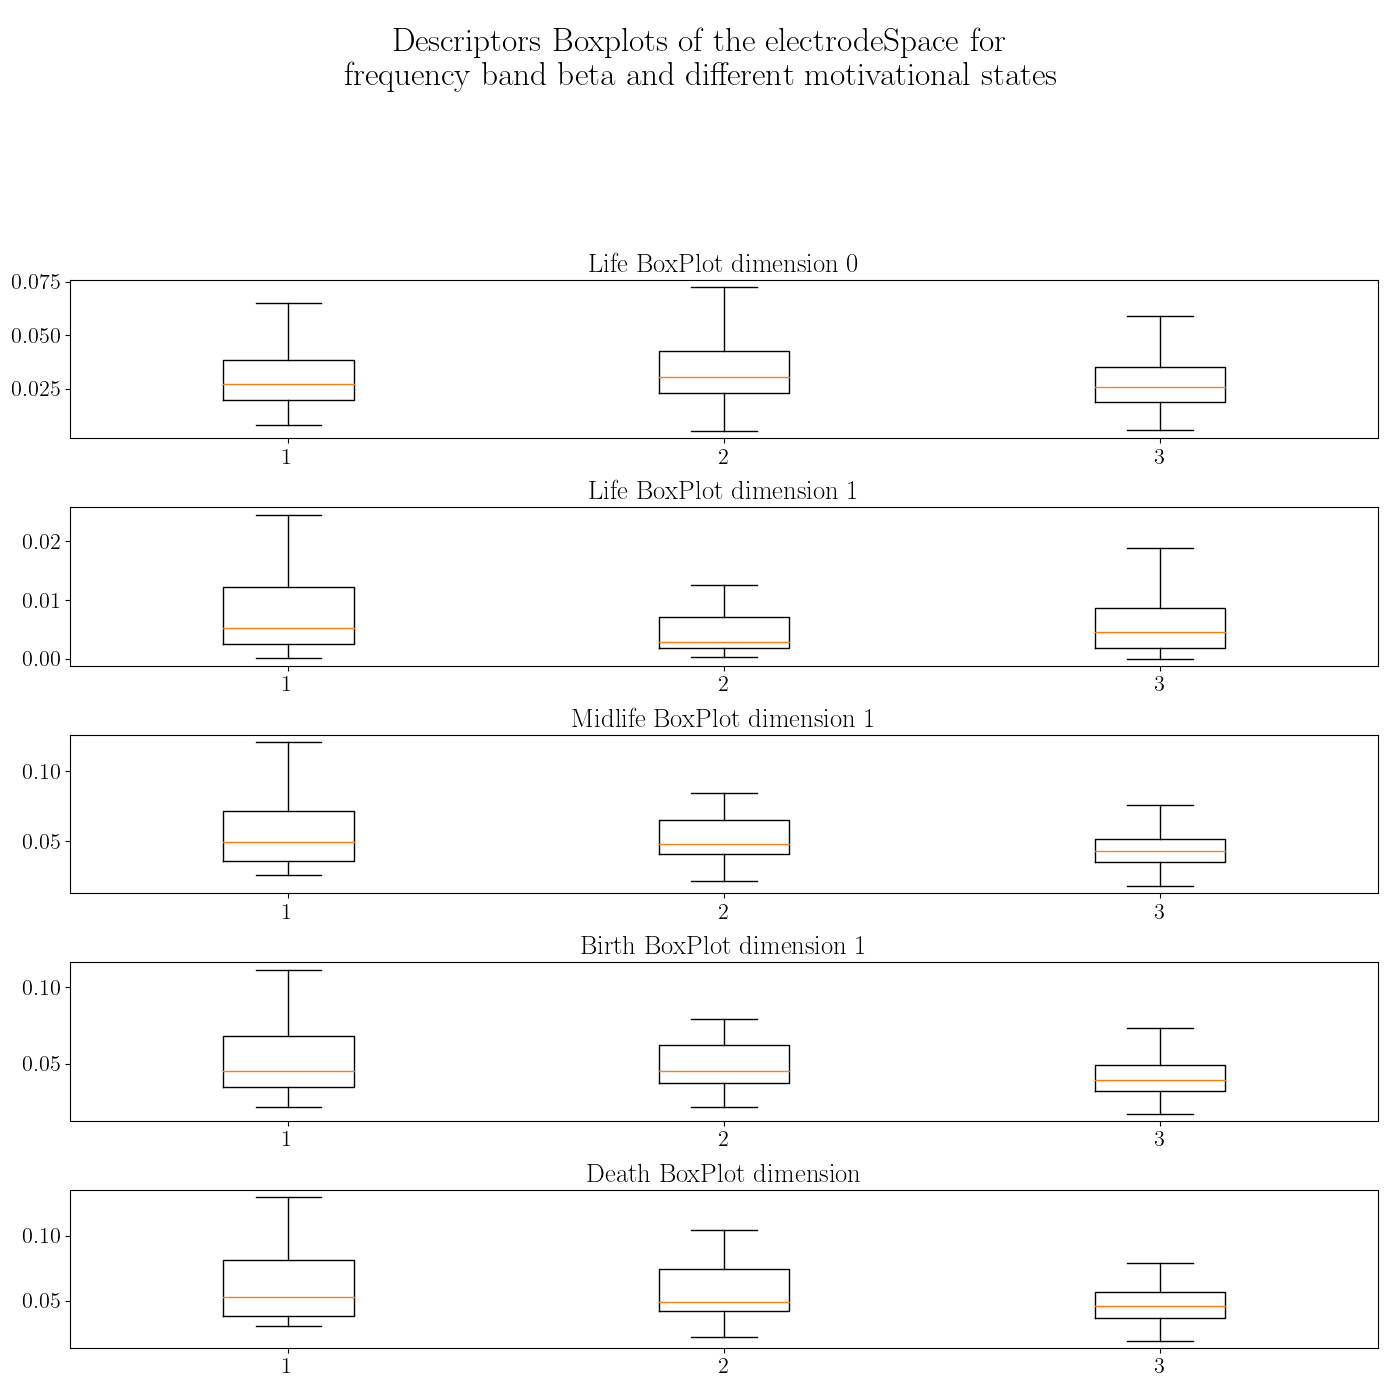 Descriptors Boxplots of the electrodeSpace for
frequency band beta and different motivational states
Life BoxPlot dimension 0
0.075
0.050
0.025
1 2 3
Life BoxPlot dimension 1
0.02
0.01
0.00
1 2 3
Midlife BoxPlot dimension 1
0.10
0.05
1 2 3
Birth BoxPlot dimension 1
0.10
0.05
1 2 3
Death BoxPlot dimension
0.10
0.05
1 2 3